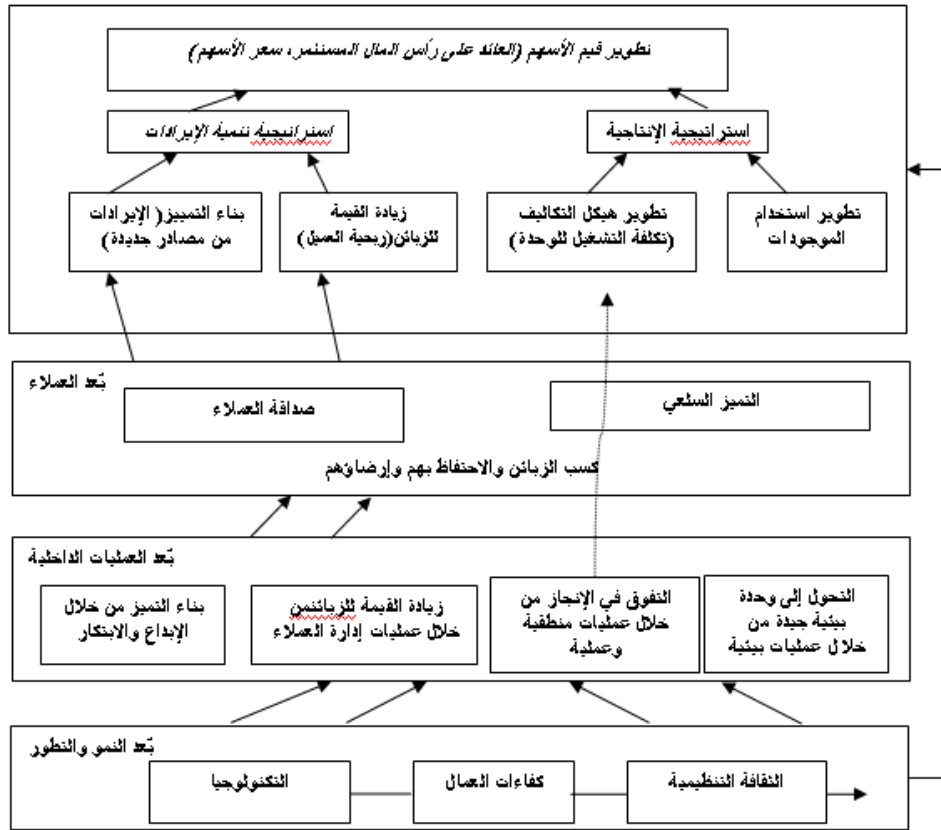 تطوير قيم الأسهم (العائد على رأس المال المستثمر، سعر الأسهم)
استراتيجية الإنتاجية
استراتيجية تنمية الإيرادات
تطوير استخدام
الموجودات
تطوير هيكل التكاليف
(تكلفة التشغيل للوحدة)
زيادة القيمة
للزبائن(ربحية العميل)
بناء التمييز( الإيرادات
من مصادر جديدة)
بُعد العملاء
التميز السلعي
صداقة العملاء
كسب الزبائن والاحتفاظ بهم وإرضاؤهم
بُعد العمليات الداخلية
التحول إلى وحدة
بيئية جيدة من
خلال عمليات بيئية
التفوق في الإنجاز من
خلال عمليات منطقية
وعملية
زيادة القيمة للزبائنمن
خلال عمليات إدارة العملاء
بناء التميز من خلال
الإبداع والابتكار
بُعد النمو والتطور
الثقافة التنظيمية
كفاءات العمال
التكنولوجيا